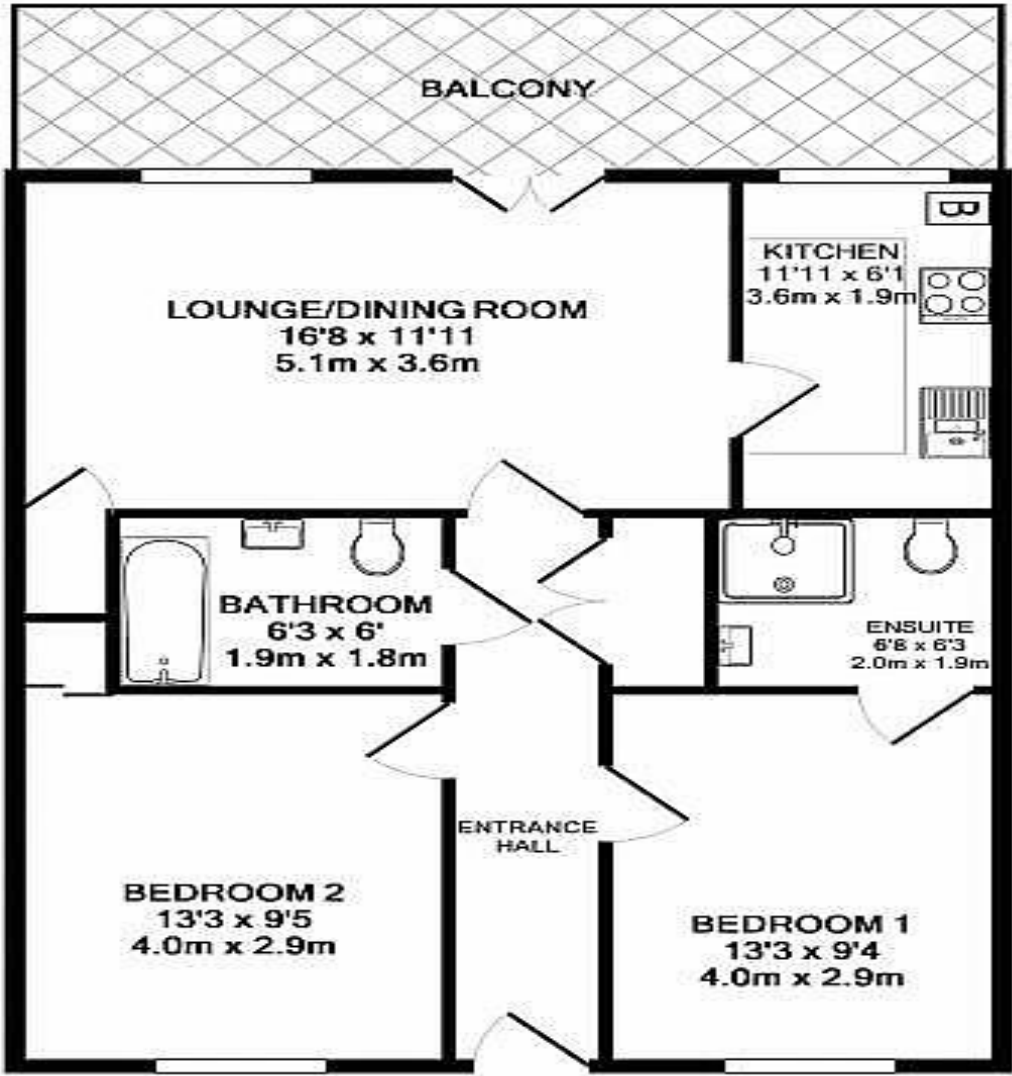 BALCONY
KITCHEN
11'11 x 6'1
3.6m x 1.9m
B
LOUNGE/DINING ROOM
16'8 x 11'11
5.1m x 3.6m
BATHROOM
6'3 x 6'
1.9m x 1.8m
ENSUITE
6'8 x 6'3
2.0m x 1.9m
ENTRANCE
HALL
BEDROOM 2
13'3 x 9'5
4.0m x 2.9m
BEDROOM 1
13'3 x 9'4
4.0m x 2.9m